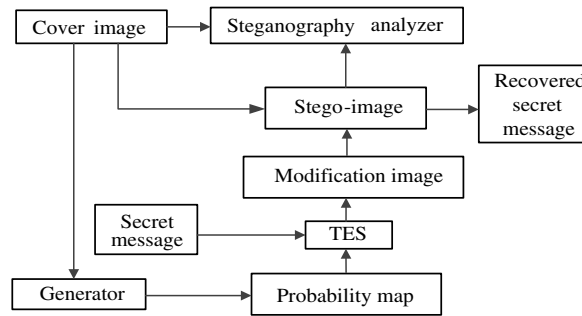 Cover image
Steganography analyzer
Stego-image
Recovered
secret
message
Modification image
Secret
message
TES
Generator
Probability map